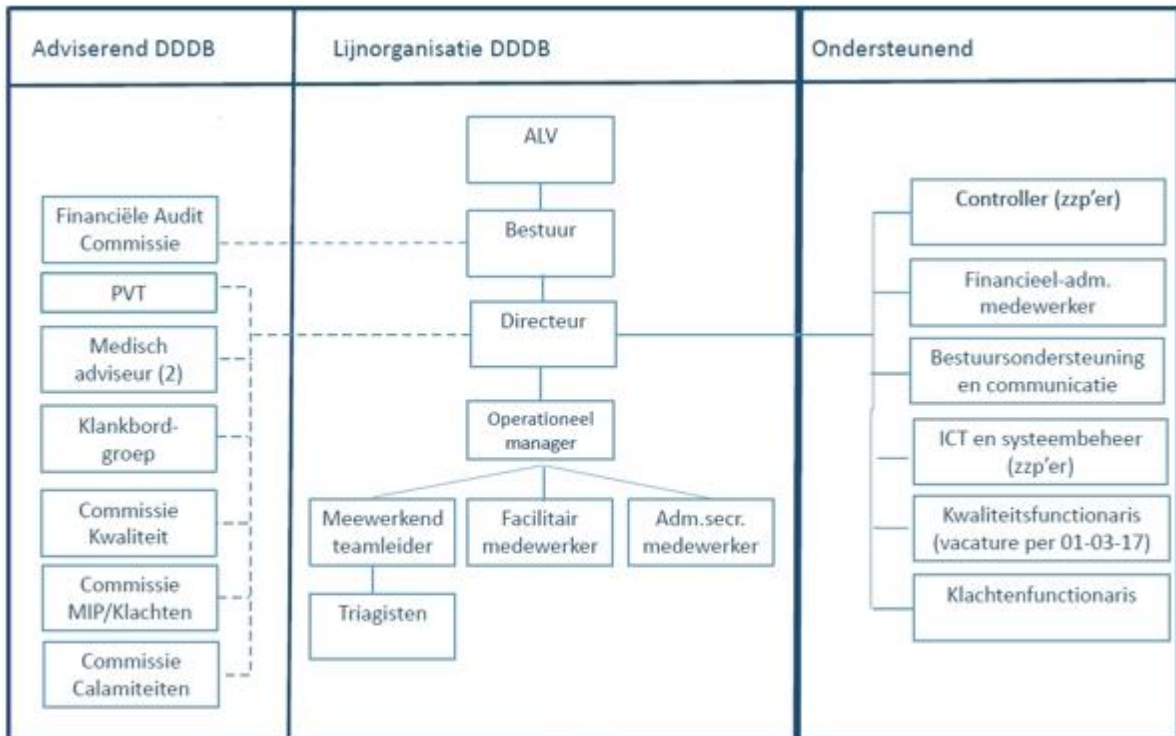 Adviserend DDDB
Lijnorganisatie DDDB
Ondersteunend
Financiële Audit
Commissie
PVT
Medisch
adviseur (2)
Klankbord-
groep
Commissie
Kwaliteit
Commissie
MIP/Klachten
Commissie
Calamiteiten
ALV
Bestuur
Directeur
Operationeel
manager
Meewerkend
teamleider
Facilitair
medewerker
Adm.secr.
medewerker
Triagisten
Controller (zzp'er)
Financieel-adm.
medewerker
Bestuursondersteuning
en communicatie
ICT en systeembeheer
(zzp'er)
Kwaliteitsfunctionaris
(vacature per 01-03-17)
Klachtenfunctionaris